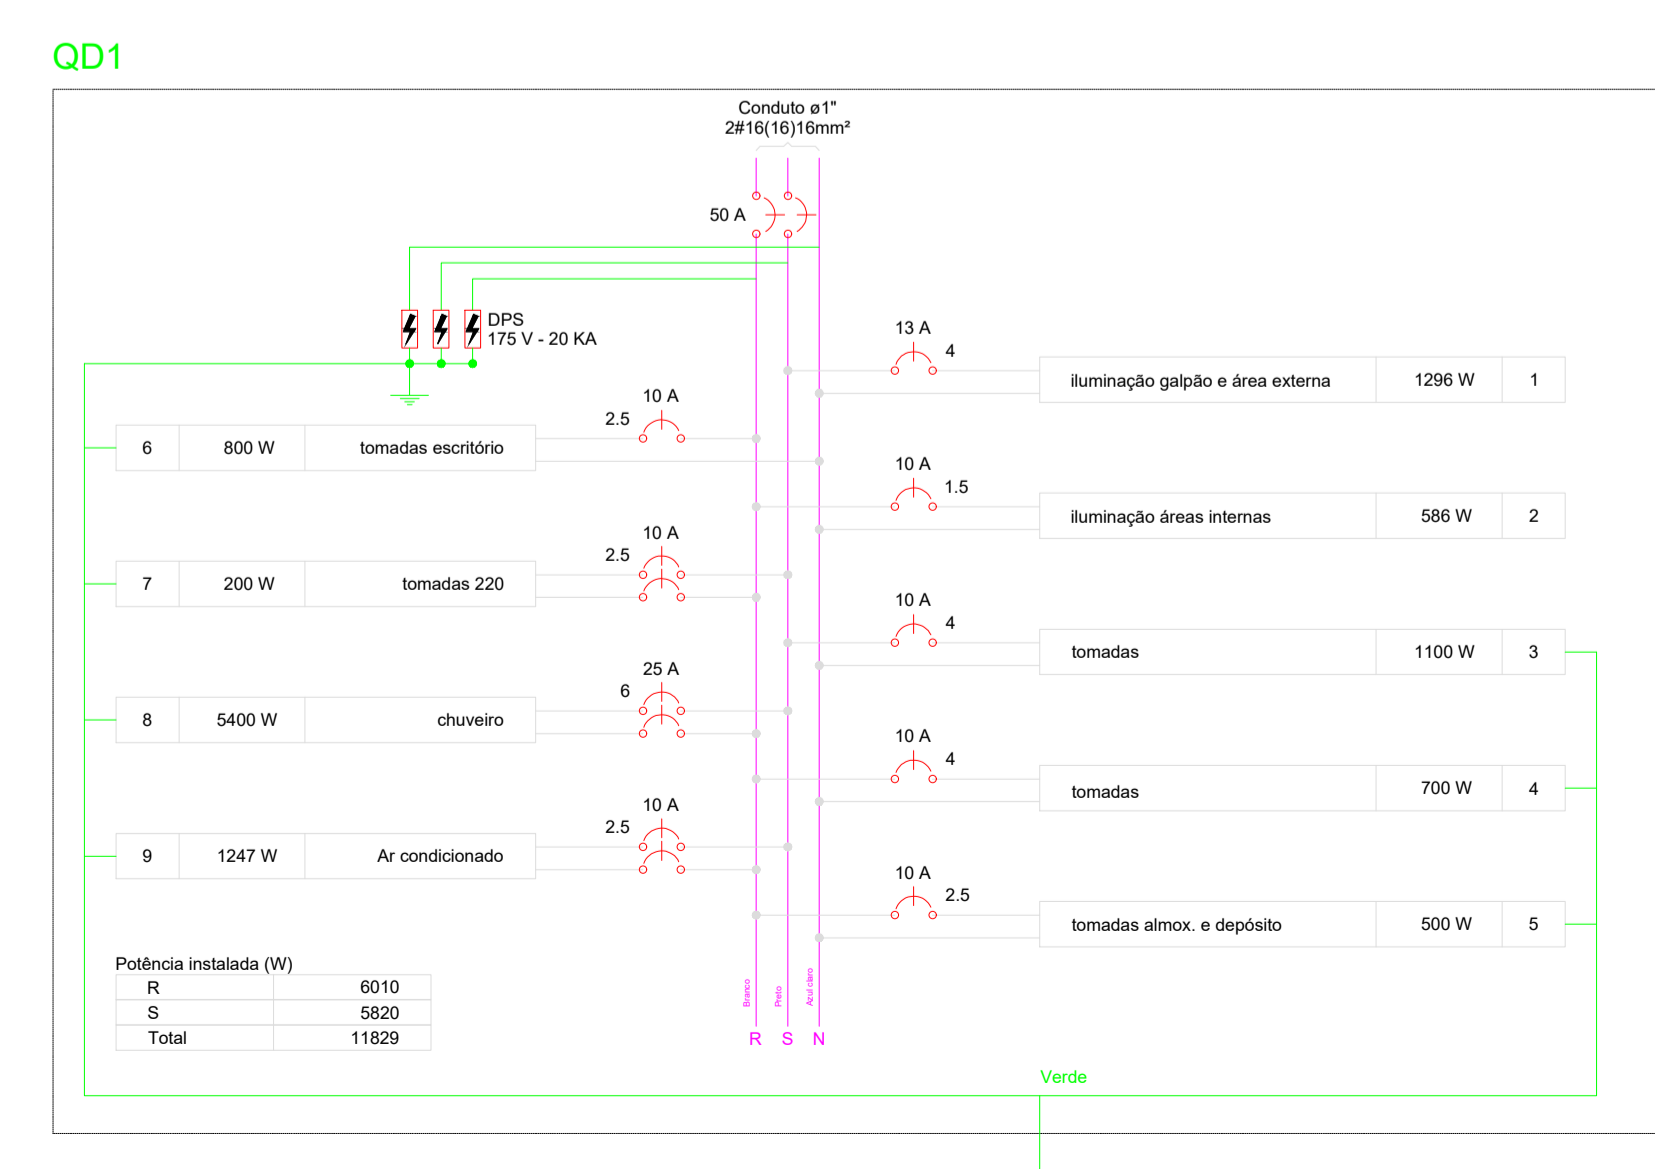 QD1
Conduto ø1"
2#16(16)16mm²
50 A
DPS
175 V - 20 KA
13 A
4
iluminação galpão e área externa 1296 W 1
10 A
2.5
6 800 W tomadas escritório
10 A
1.5
iluminação áreas internas 586 W 2
10 A
2.5
7 200 W tomadas 220
10 A
4
tomadas 1100 W 3
25 A
6
8 5400 W chuveiro
10 A
4
tomadas 700 W 4
10 A
2.5
9 1247 W Ar condicionado
10 A
2.5
tomadas almox. e depósito 500 W 5
Potência instalada (W)
R 6010
S 5820
Total 11829
Branco
Preto
Azul claro
R S N
Verde